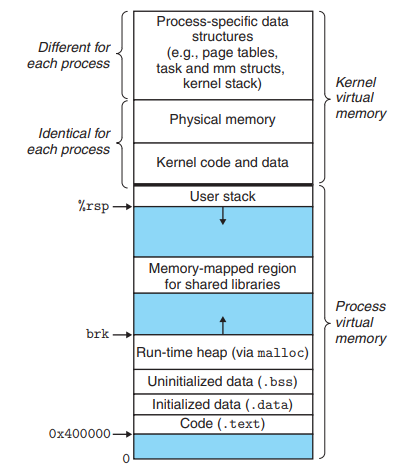 Different for
each process
Process-specific data
structures
(e.g., page tables,
task and mm structs,
kernel stack)
Kernel
virtual
memory
Identical for
each process
Physical memory
Kernel code and data
%rsp
User stack
Memory-mapped region
for shared libraries
Process
virtual
memory
brk
Run-time heap (via malloc)
Uninitialized data (.bss)
Initialized data (.data)
Code (.text)
0x400000
0